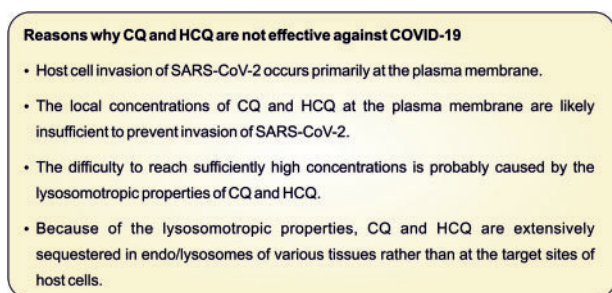 Reasons why CQ and HCQ are not effective against COVID-19
• Host cell invasion of SARS-CoV-2 occurs primarily at the plasma membrane.
• The local concentrations of CQ and HCQ at the plasma membrane are likely
insufficient to prevent invasion of SARS-CoV-2.
• The difficulty to reach sufficiently high concentrations is probably caused by the
lysosomotropic properties of CQ and HCQ.
• Because of the lysosomotropic properties, CQ and HCQ are extensively
sequestered in endo/lysosomes of various tissues rather than at the target sites of
host cells.